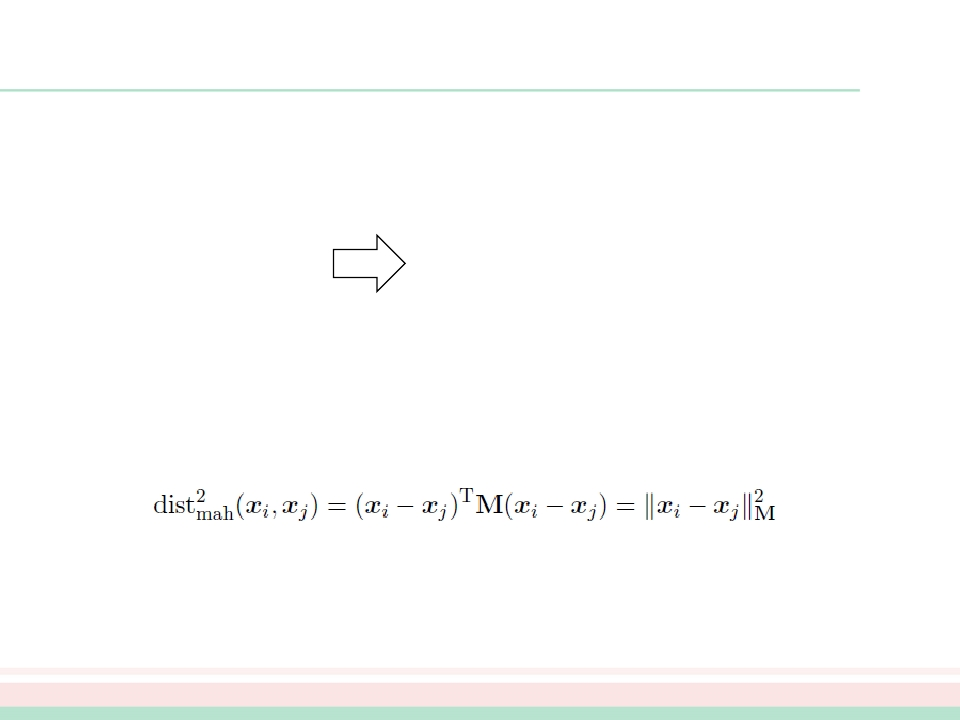 dist²_mah(x_i, x_j) = (x_i − x_j)^T M(x_i − x_j) = ‖x_i − x_j‖²_M